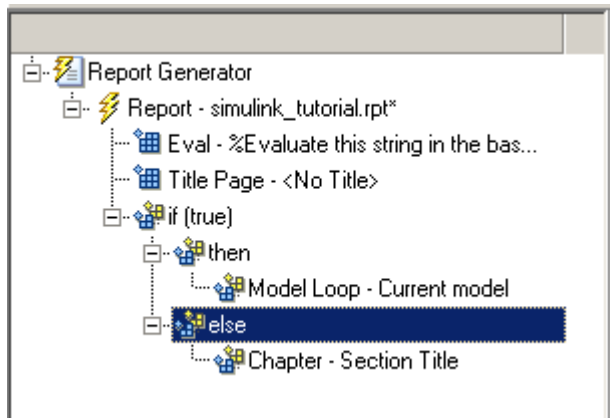 Report Generator
Report - simulink_tutorial.rpt*
Eval - %Evaluate this string in the bas...
Title Page - <No Title>
if (true)
then
Model Loop - Current model
else
Chapter - Section Title